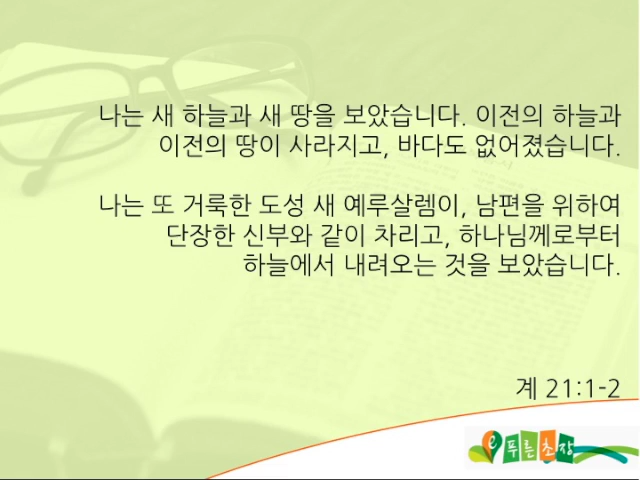 나는 새 하늘과 새 땅을 보았습니다. 이전의 하늘과
이전의 땅이 사라지고, 바다도 없어졌습니다.
나는 또 거룩한 도성 새 예루살렘이, 남편을 위하여
단장한 신부와 같이 차리고, 하나님께로부터
하늘에서 내려오는 것을 보았습니다.
계 21:1-2
e푸른초장